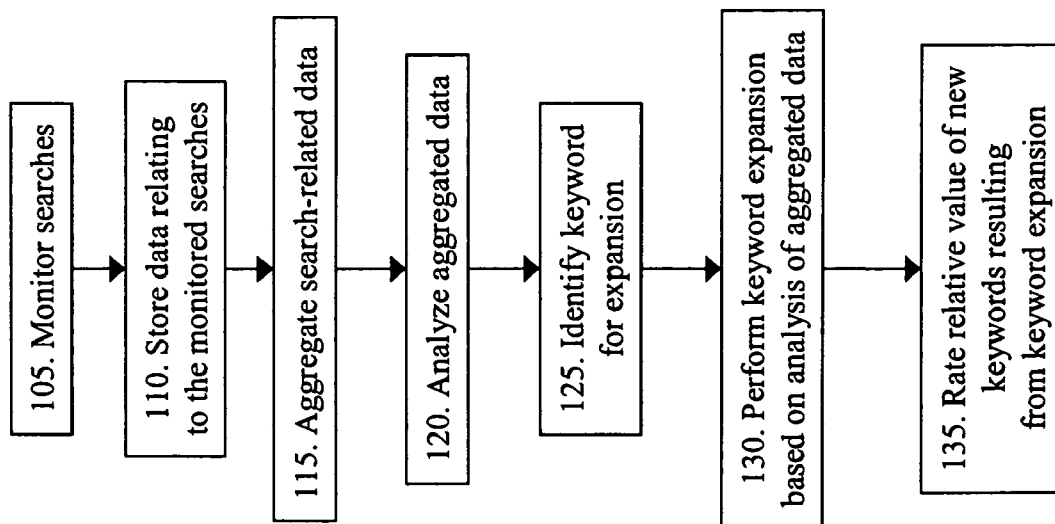 105. Monitor searches
110. Store data relating
to the monitored searches
115. Aggregate search-related data
120. Analyze aggregated data
125. Identify keyword
for expansion
130. Perform keyword expansion
based on analysis of aggregated data
135. Rate relative value of new
keywords resulting
from keyword expansion